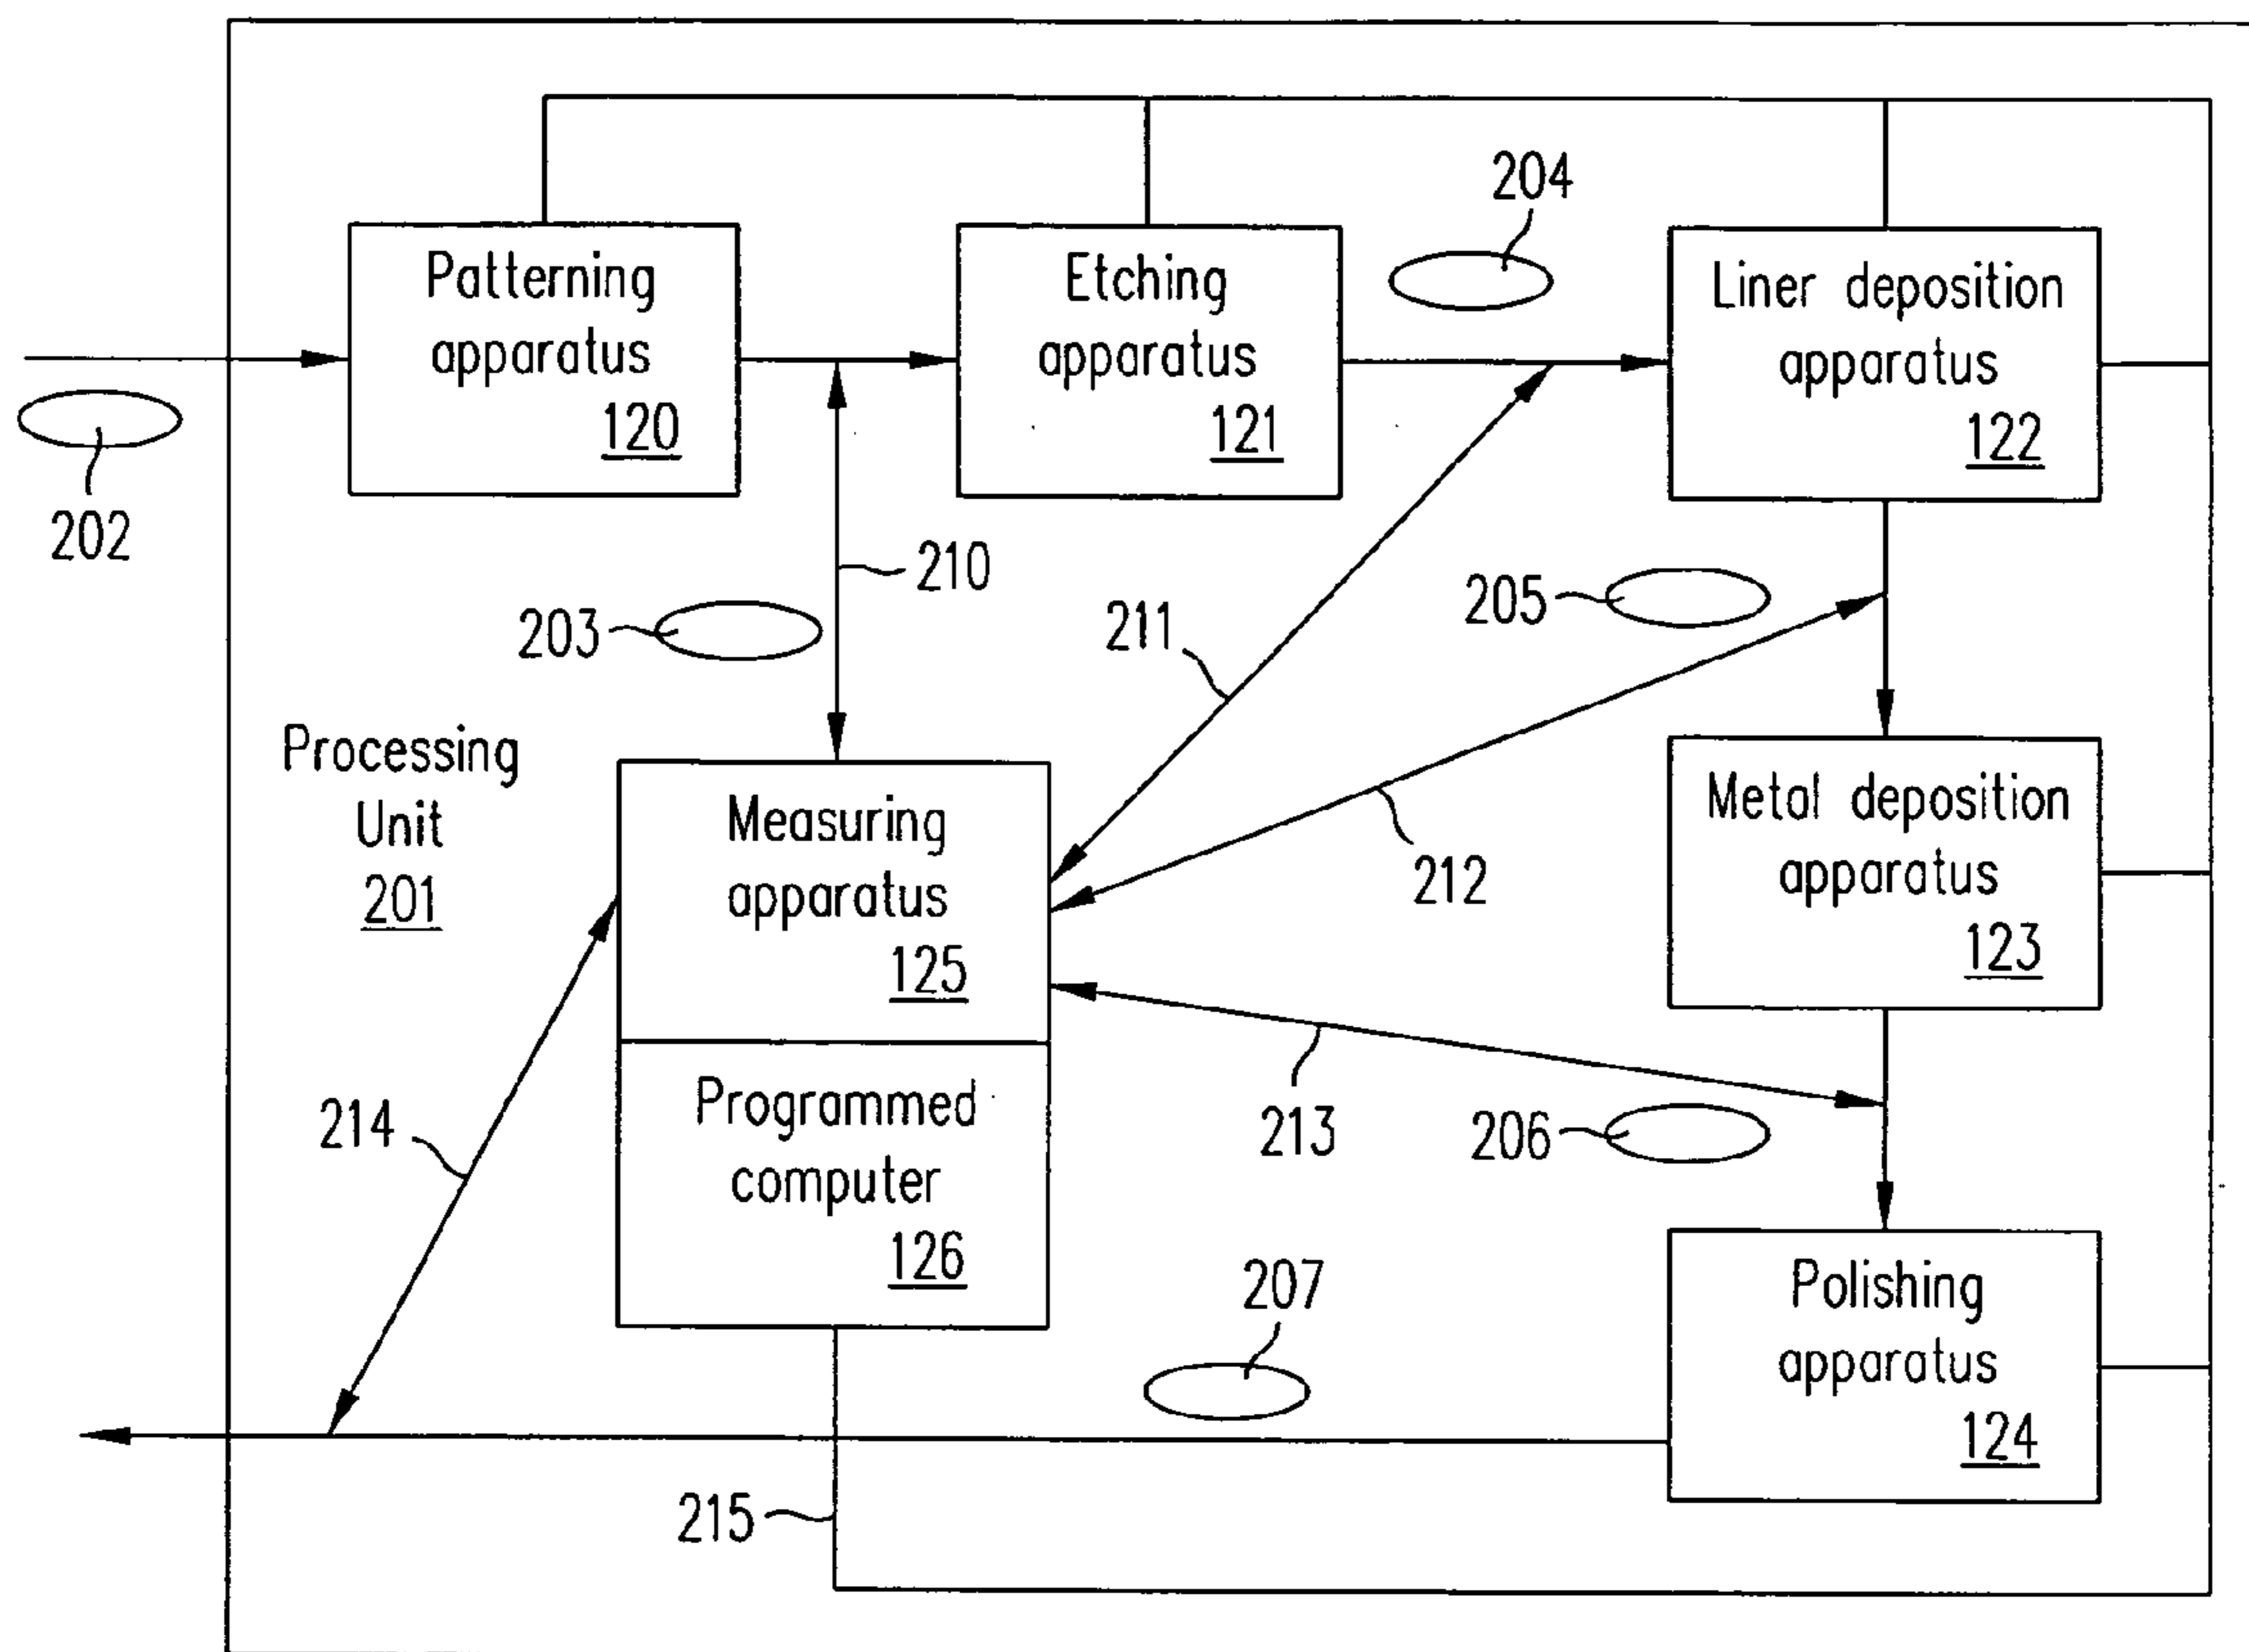 204
Patterning
apparatus
120
Etching
apparatus
121
Liner deposition
apparatus
122
202
210
203
211
205
Processing
Unit
201
Measuring
apparatus
125
212
Metal deposition
apparatus
123
214
Programmed
computer
126
213
206
207
Polishing
apparatus
124
215